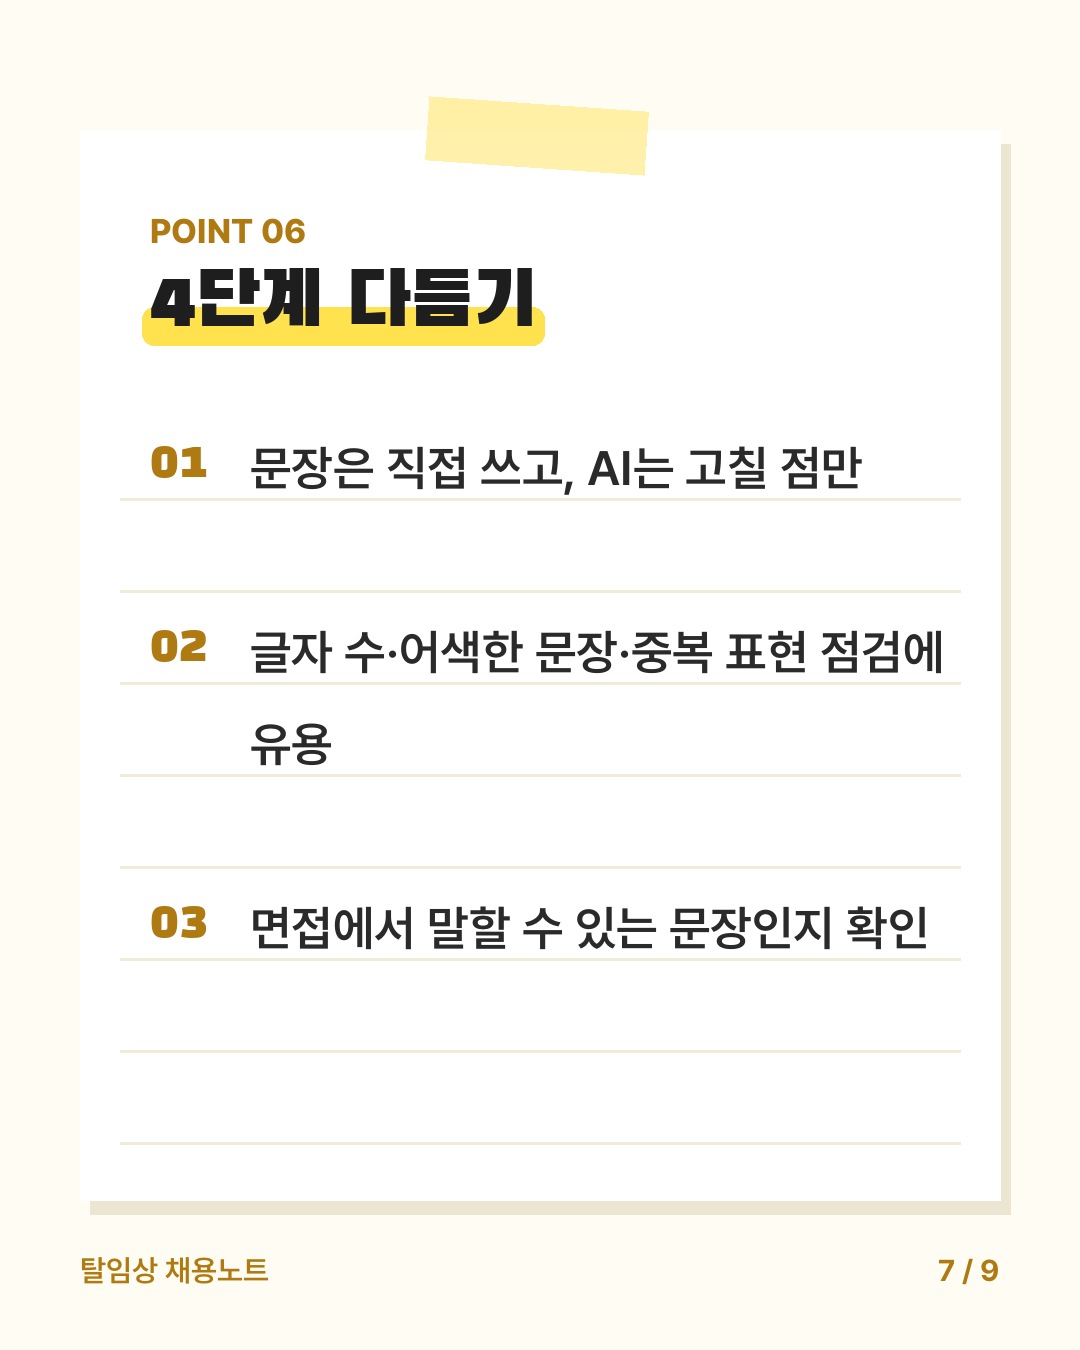 POINT 06
4단계 다듬기
01 문장은 직접 쓰고, AI는 고칠 점만
02 글자 수·어색한 문장·중복 표현 점검에
유용
03 면접에서 말할 수 있는 문장인지 확인
탈임상 채용노트
7 / 9